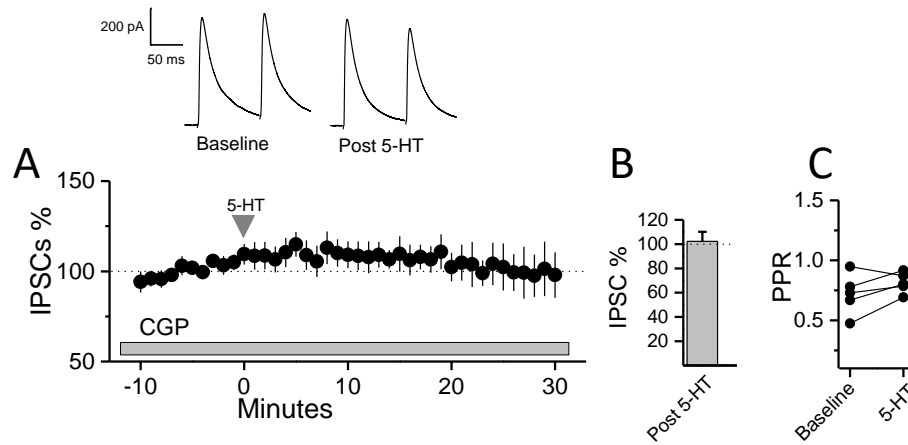 200 pA
50 ms
Baseline
Post 5-HT
A
IPSCs %
150
100
50
5-HT
CGP
-10
0
10
20
30
Minutes
B
IPSC %
120
100
80
60
40
20
Post 5-HT
C
PPR
1.5
1.0
0.5
Baseline
5-HT